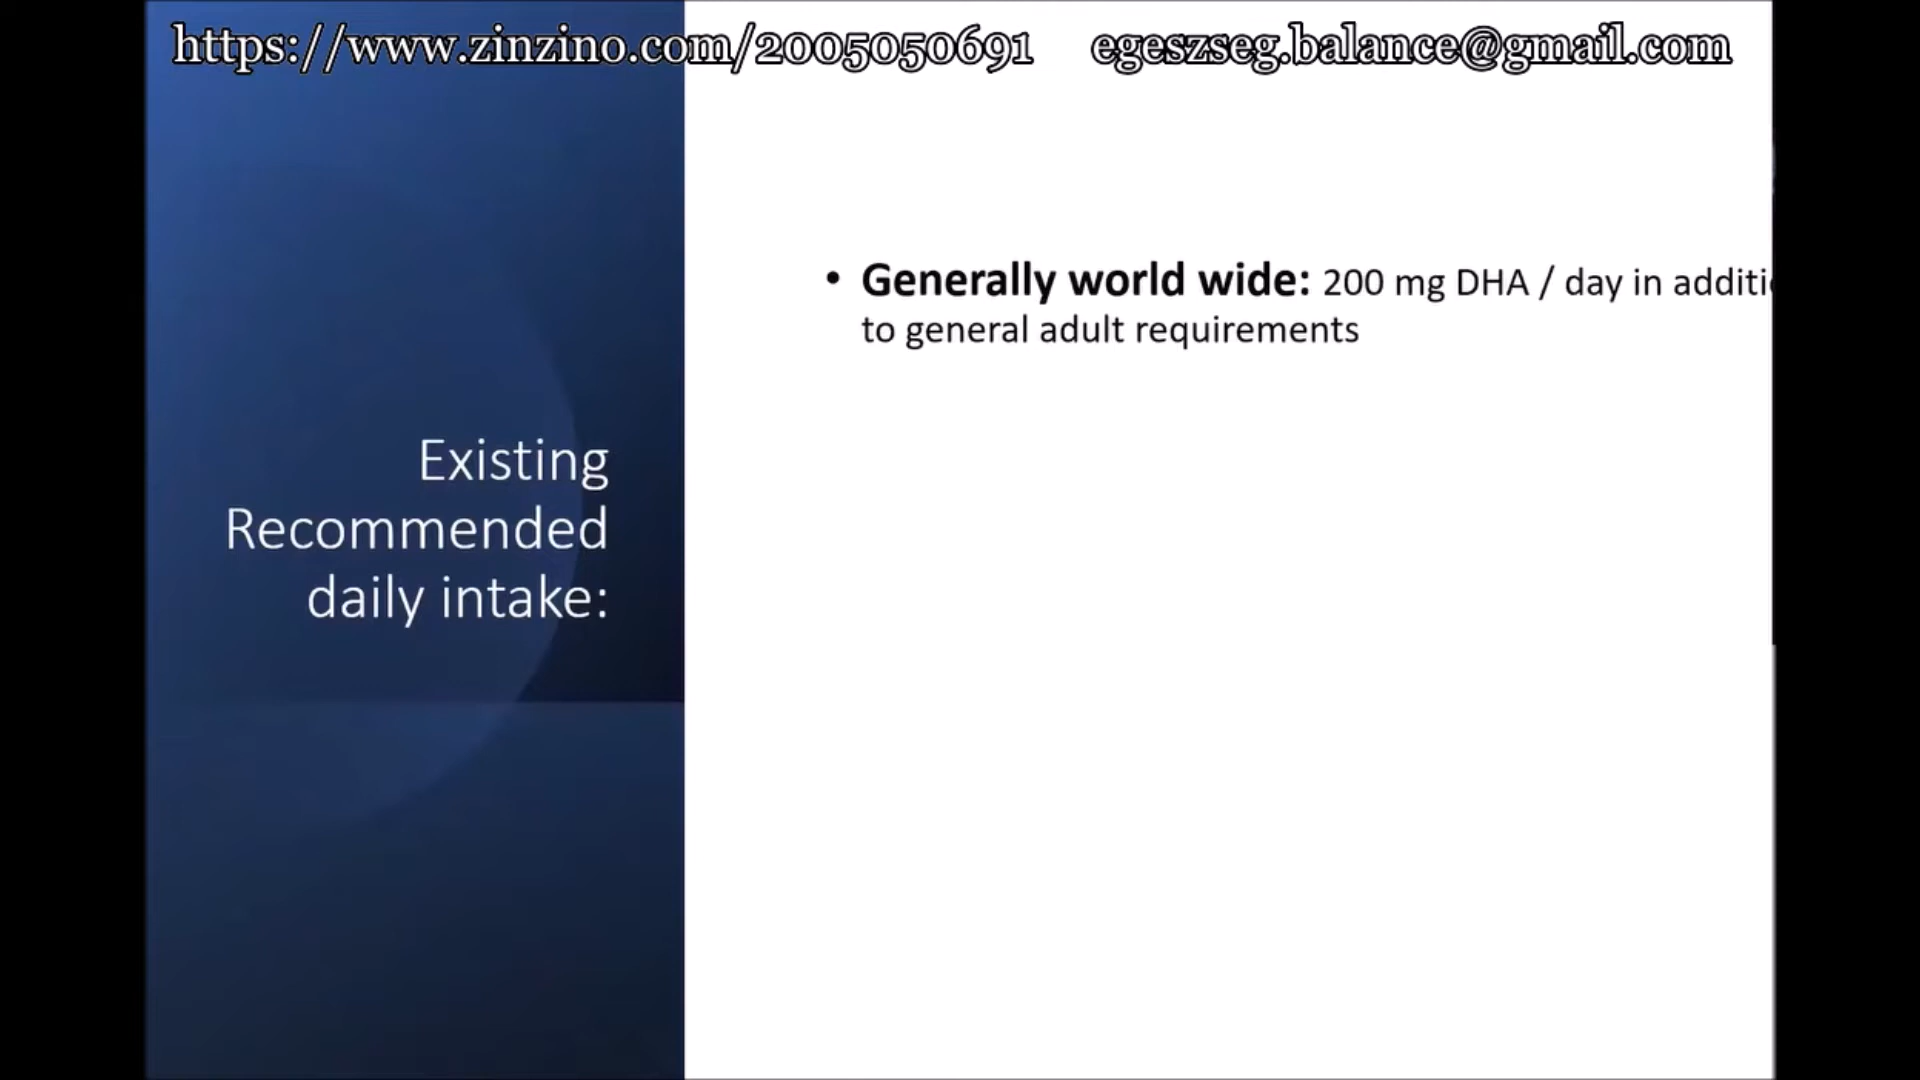 https://www.zinzino.com/2005050691 egeszseg.balance@gmail.com
Existing
Recommended
daily intake:
• Generally world wide: 200 mg DHA / day in
to general adult requirements